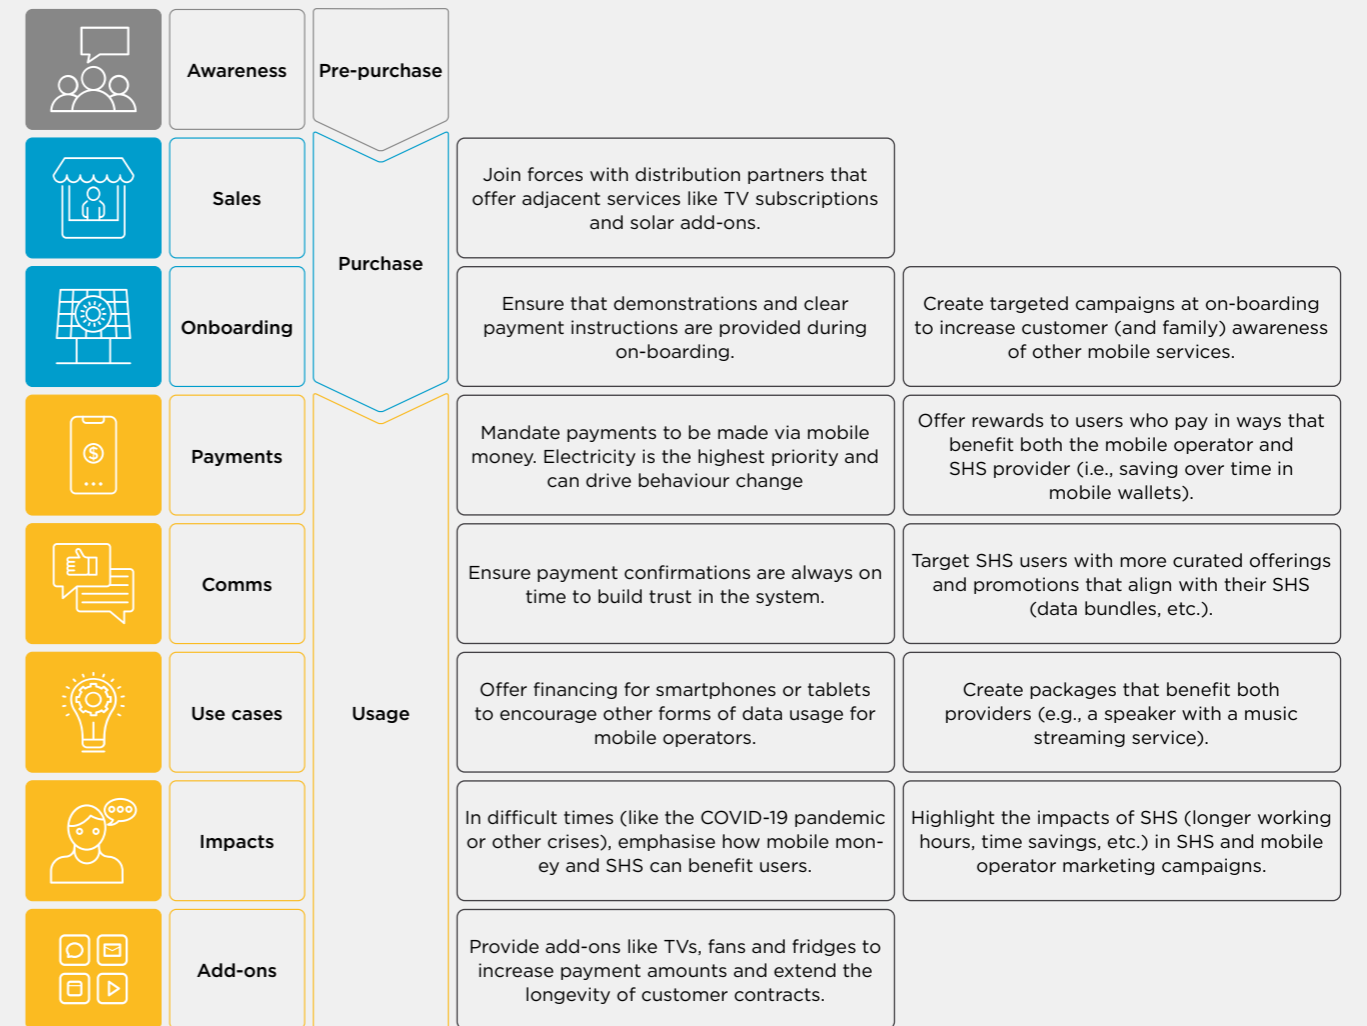 Awareness
Pre-purchase
Sales
Purchase
Join forces with distribution partners that
offer adjacent services like TV subscriptions
and solar add-ons.
Onboarding
Ensure that demonstrations and clear
payment instructions are provided during
on-boarding.
Create targeted campaigns at on-boarding
to increase customer (and family) awareness
of other mobile services.
Payments
Mandate payments to be made via mobile
money. Electricity is the highest priority and
can drive behaviour change
Offer rewards to users who pay in ways that
benefit both the mobile operator and
SHS provider (i.e., saving over time in
mobile wallets).
Comms
Ensure payment confirmations are always on
time to build trust in the system.
Target SHS users with more curated offerings
and promotions that align with their SHS
(data bundles, etc.).
Use cases
Usage
Offer financing for smartphones or tablets
to encourage other forms of data usage for
mobile operators.
Create packages that benefit both
providers (e.g., a speaker with a music
streaming service).
Impacts
In difficult times (like the COVID-19 pandemic
or other crises), emphasise how mobile mon-
ey and SHS can benefit users.
Highlight the impacts of SHS (longer working
hours, time savings, etc.) in SHS and mobile
operator marketing campaigns.
Add-ons
Provide add-ons like TVs, fans and fridges to
increase payment amounts and extend the
longevity of customer contracts.